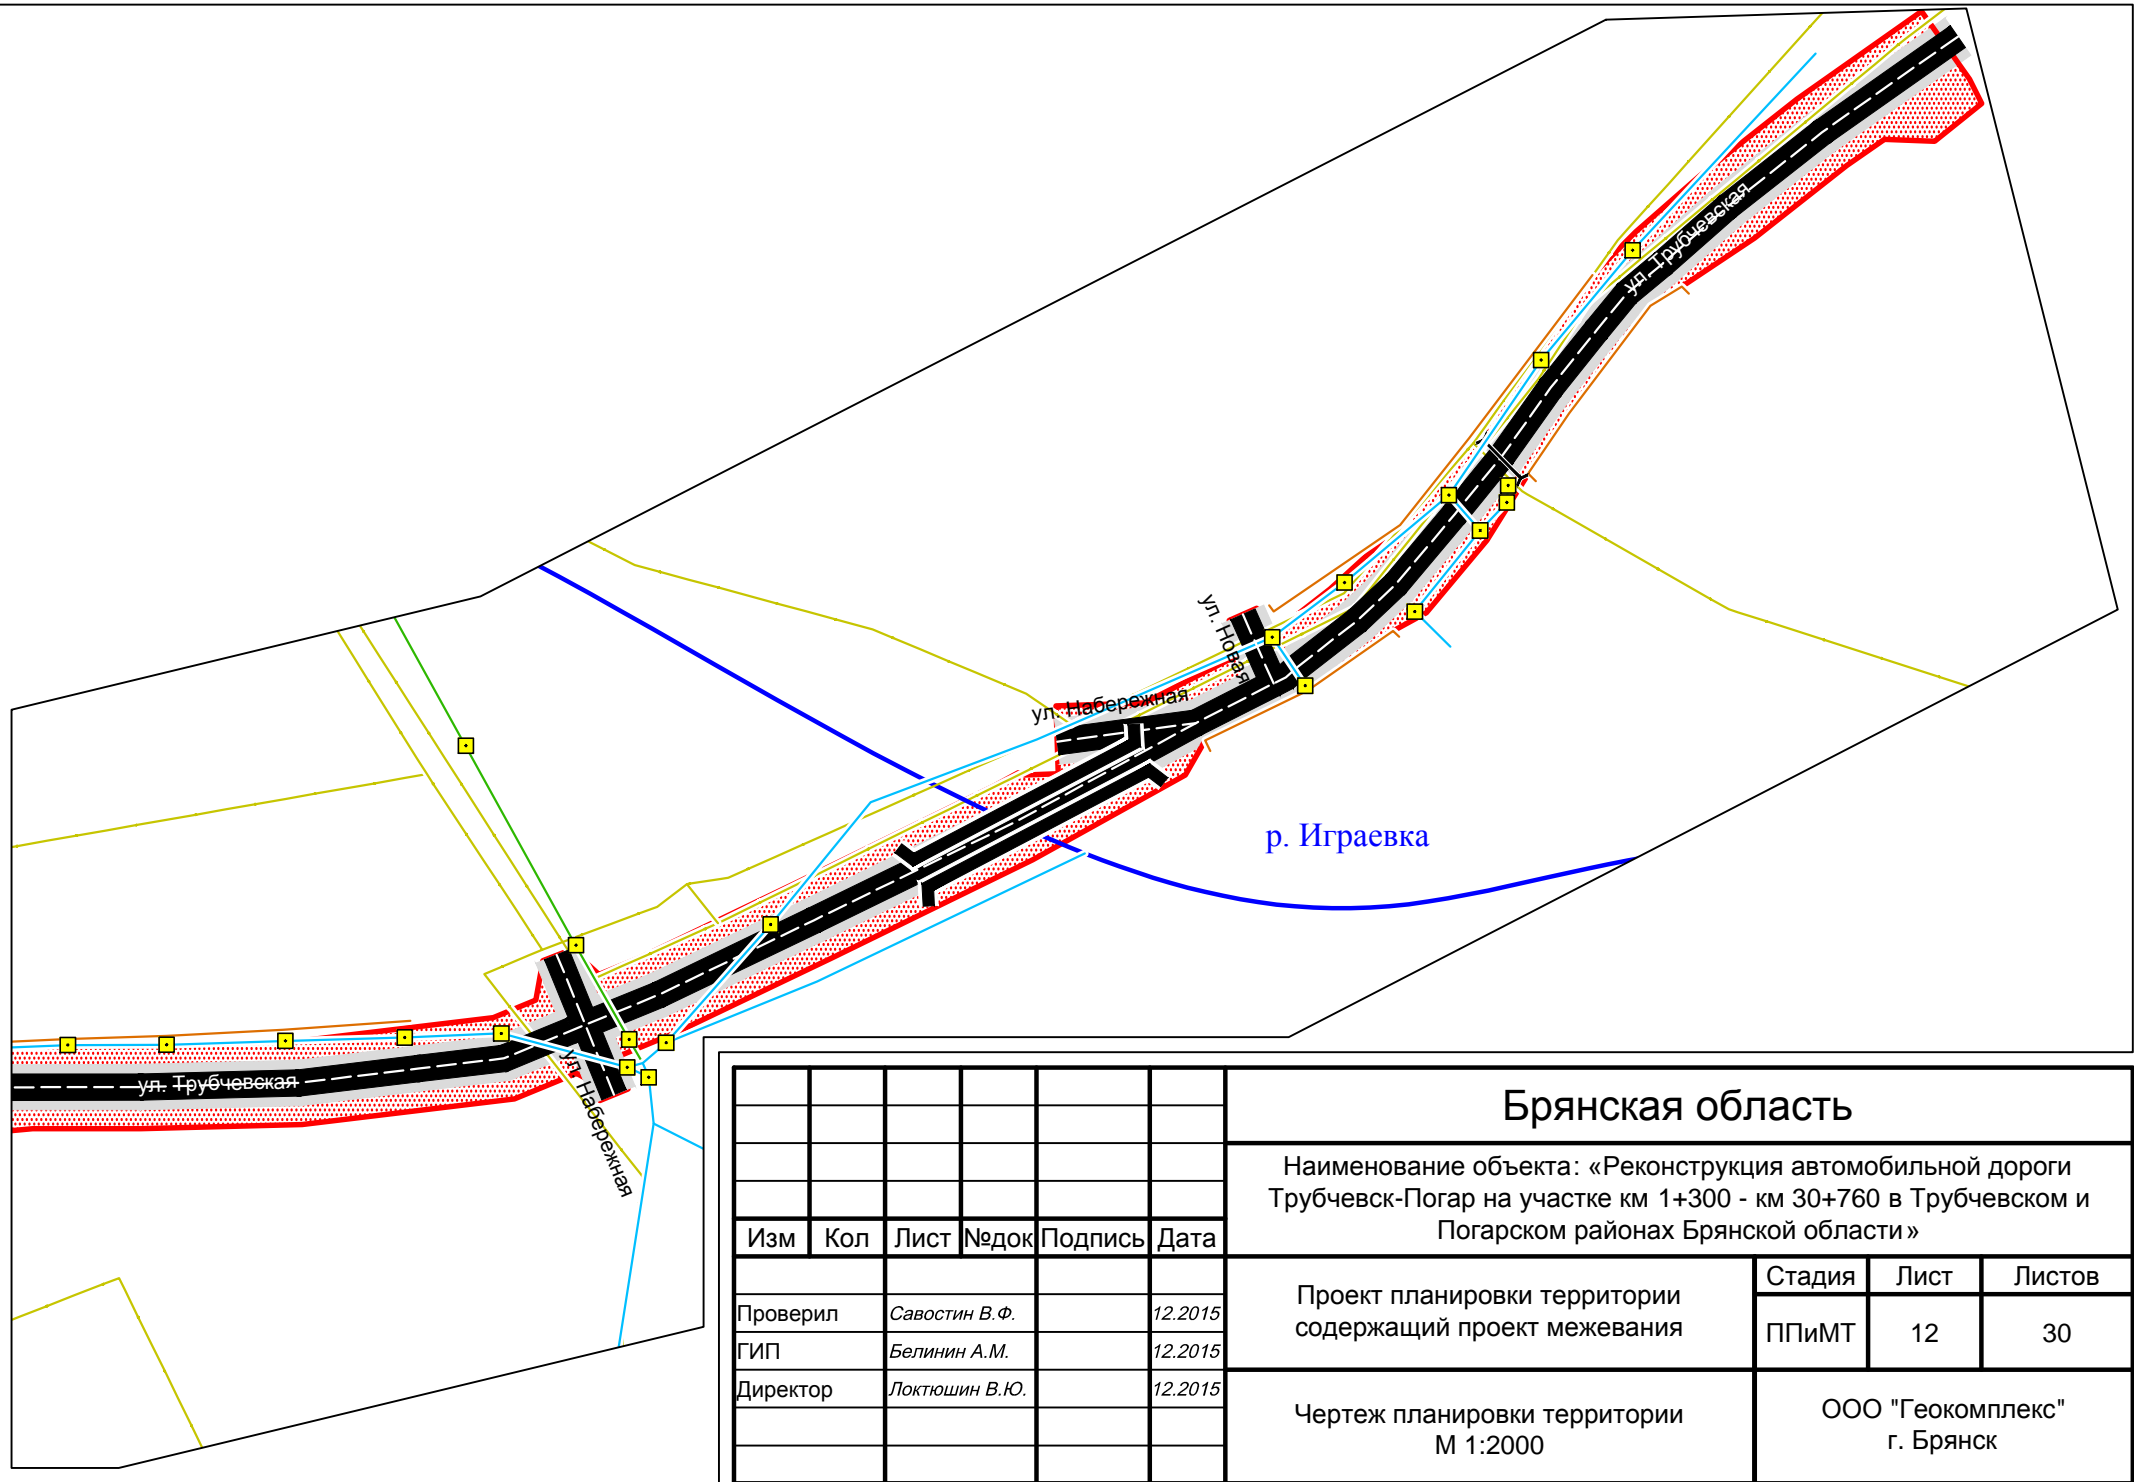 ул. Трубчевская
ул. Новая
ул. Набережная
р. Играевка
ул. Трубчевская
ул. Набережная
Брянская область
Наименование объекта: «Реконструкция автомобильной дороги
Трубчевск-Погар на участке км 1+300 - км 30+760 в Трубчевском и
Погарском районах Брянской области»
Изм Кол Лист №док Подпись Дата
Проект планировки территории
содержащий проект межевания
Стадия Лист Листов
ППиМТ 12 30
Проверил Савостин В.Ф. 12.2015
ГИП Белинин А.М. 12.2015
Директор Локтюшин В.Ю. 12.2015
Чертеж планировки территории
М 1:2000
ООО "Геокомплекс"
г. Брянск